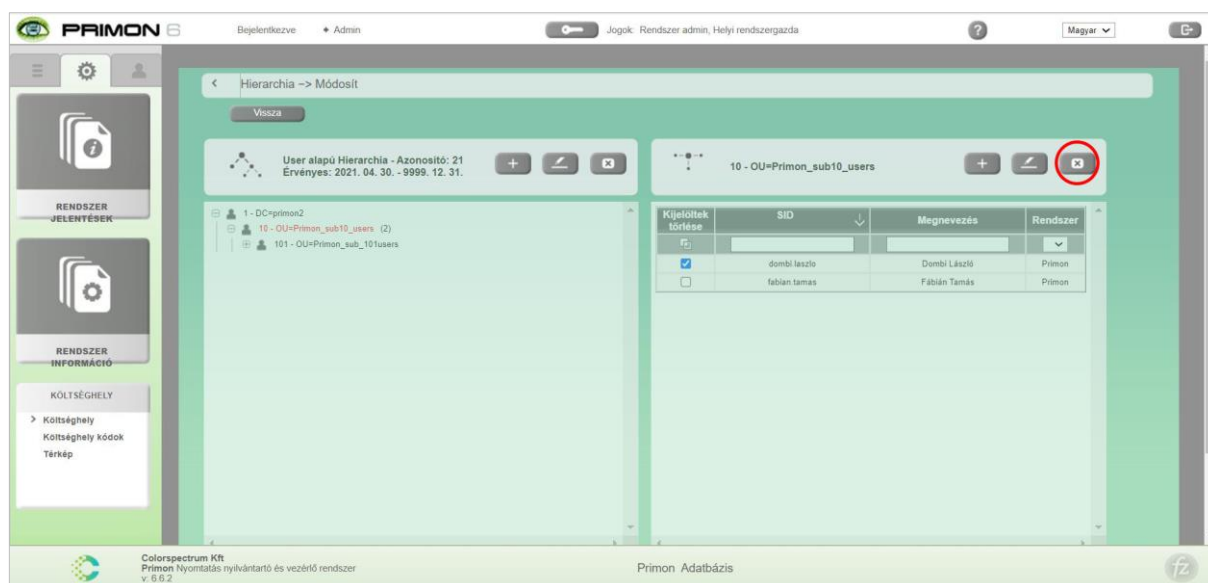 PRIMON 6
Bejelentkezve
Admin
Jogok: Rendszer admin, Helyi rendszergazda
?
Magyar
Hierarchia -> Módosít
Vissza
RENDSZER
JELENTÉSEK
RENDSZER
INFORMÁCIÓ
KÖLTSÉGHELY
> Költséghely
Költséghely kódok
Térkép
User alapú Hierarchia - Azonosító: 21
Érvényes: 2021. 04. 30. - 9999. 12. 31.
1 - DC=primon2
10 - OU=Primon_sub10_users (2)
101 - OU=Primon_sub_101users
10 - OU=Primon_sub10_users
Kijelöltek törlése SID Megnevezés Rendszer
dombi.laszlo Dombi László Primon
fabian.tamas Fábián Tamás Primon
Colorspectrum Kft
Primon Nyomtatás nyilvántartó és vezérlő rendszer
v: 6.6.2
Primon Adatbázis
fz